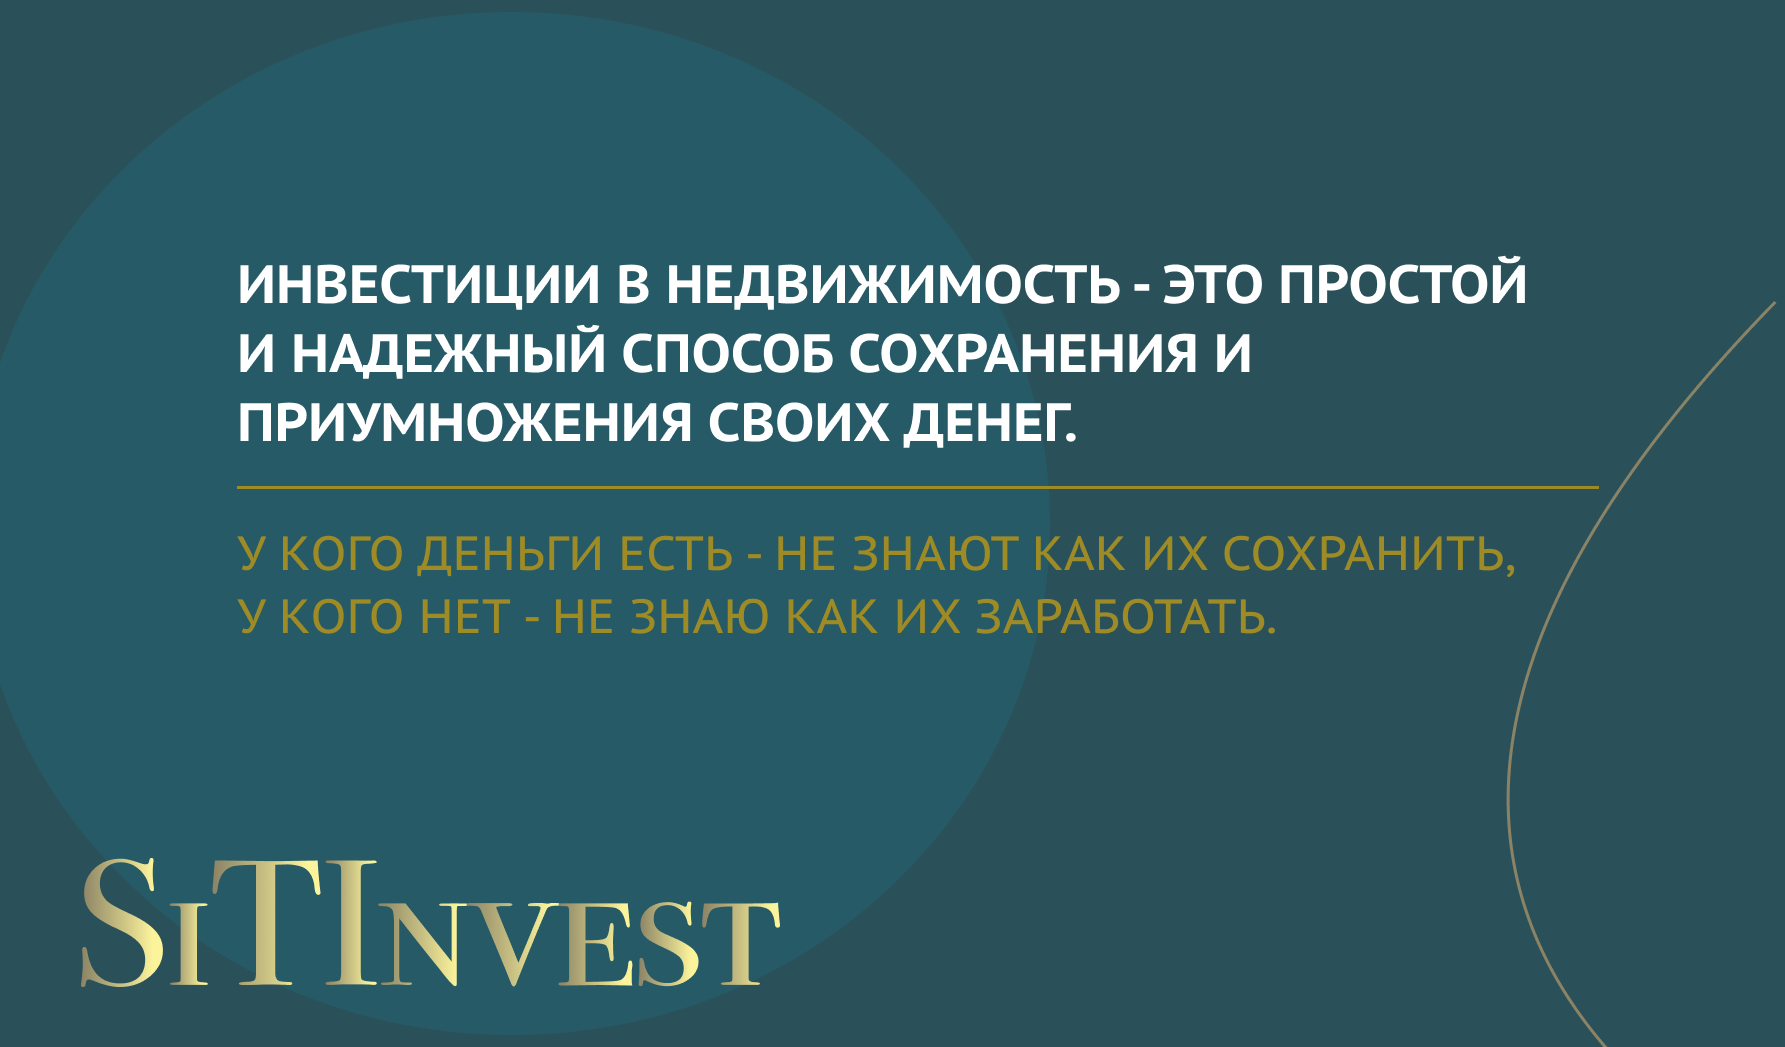 ИНВЕСТИЦИИ В НЕДВИЖИМОСТЬ - ЭТО ПРОСТОЙ
И НАДЕЖНЫЙ СПОСОБ СОХРАНЕНИЯ И
ПРИУМНОЖЕНИЯ СВОИХ ДЕНЕГ.
У КОГО ДЕНЬГИ ЕСТЬ - НЕ ЗНАЮТ КАК ИХ СОХРАНИТЬ,
У КОГО НЕТ - НЕ ЗНАЮ КАК ИХ ЗАРАБОТАТЬ.
SiTInvest